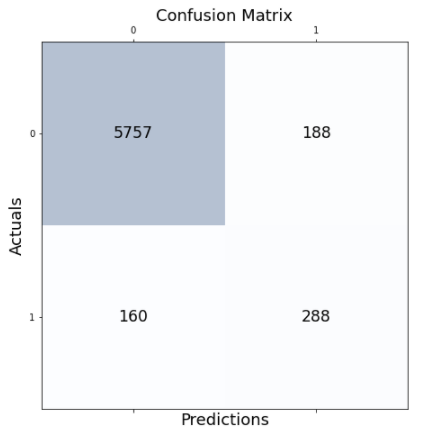 Confusion Matrix
0 1
0 5757 188
Actuals
1 160 288
Predictions